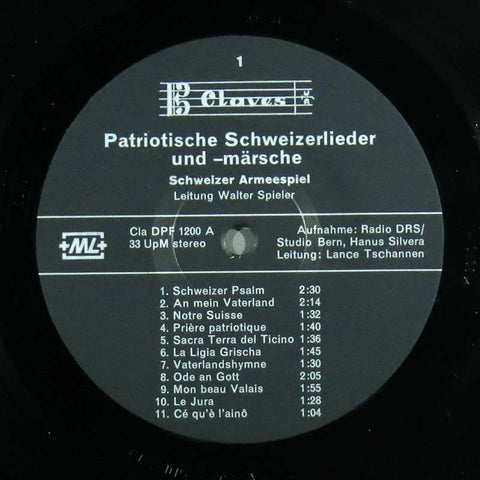 1
Claves
Patriotische Schweizerlieder
und –märsche
Schweizer Armeespiel
Leitung Walter Spieler
+ML+
Cla DPF 1200 A
33 UpM stereo
Aufnahme: Radio DRS/
Studio Bern, Hanus Silvera
Leitung: Lance Tschannen
1. Schweizer Psalm 2:30
2. An mein Vaterland 2:14
3. Notre Suisse 1:32
4. Prière patriotique 1:40
5. Sacra Terra del Ticino 1:36
6. La Ligia Grischa 1:45
7. Vaterlandshymne 1:30
8. Ode an Gott 2:05
9. Mon beau Valais 1:55
10. Le Jura 1:28
11. Cé qu'è l'ainô 1:04